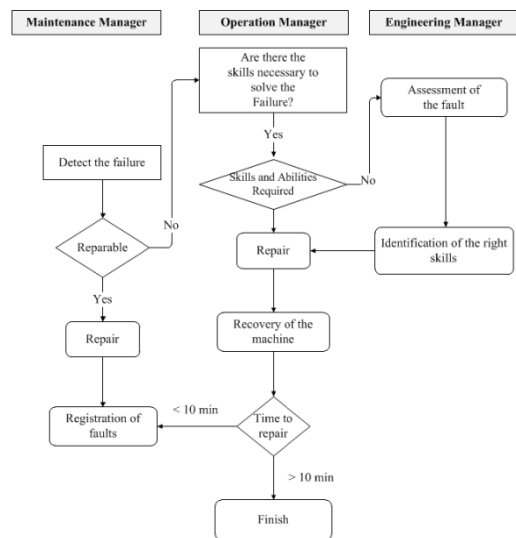 Maintenance Manager
Operation Manager
Engineering Manager
Are there the
skills necessary to
solve the
Failure?
Assessment of
the fault
Yes
Detect the failure
Skills and Abilities
Required
No
No
Reparable
Repair
Identification of the right
skills
Yes
Repair
Recovery of the
machine
Registration of
faults
< 10 min
Time to
repair
> 10 min
Finish